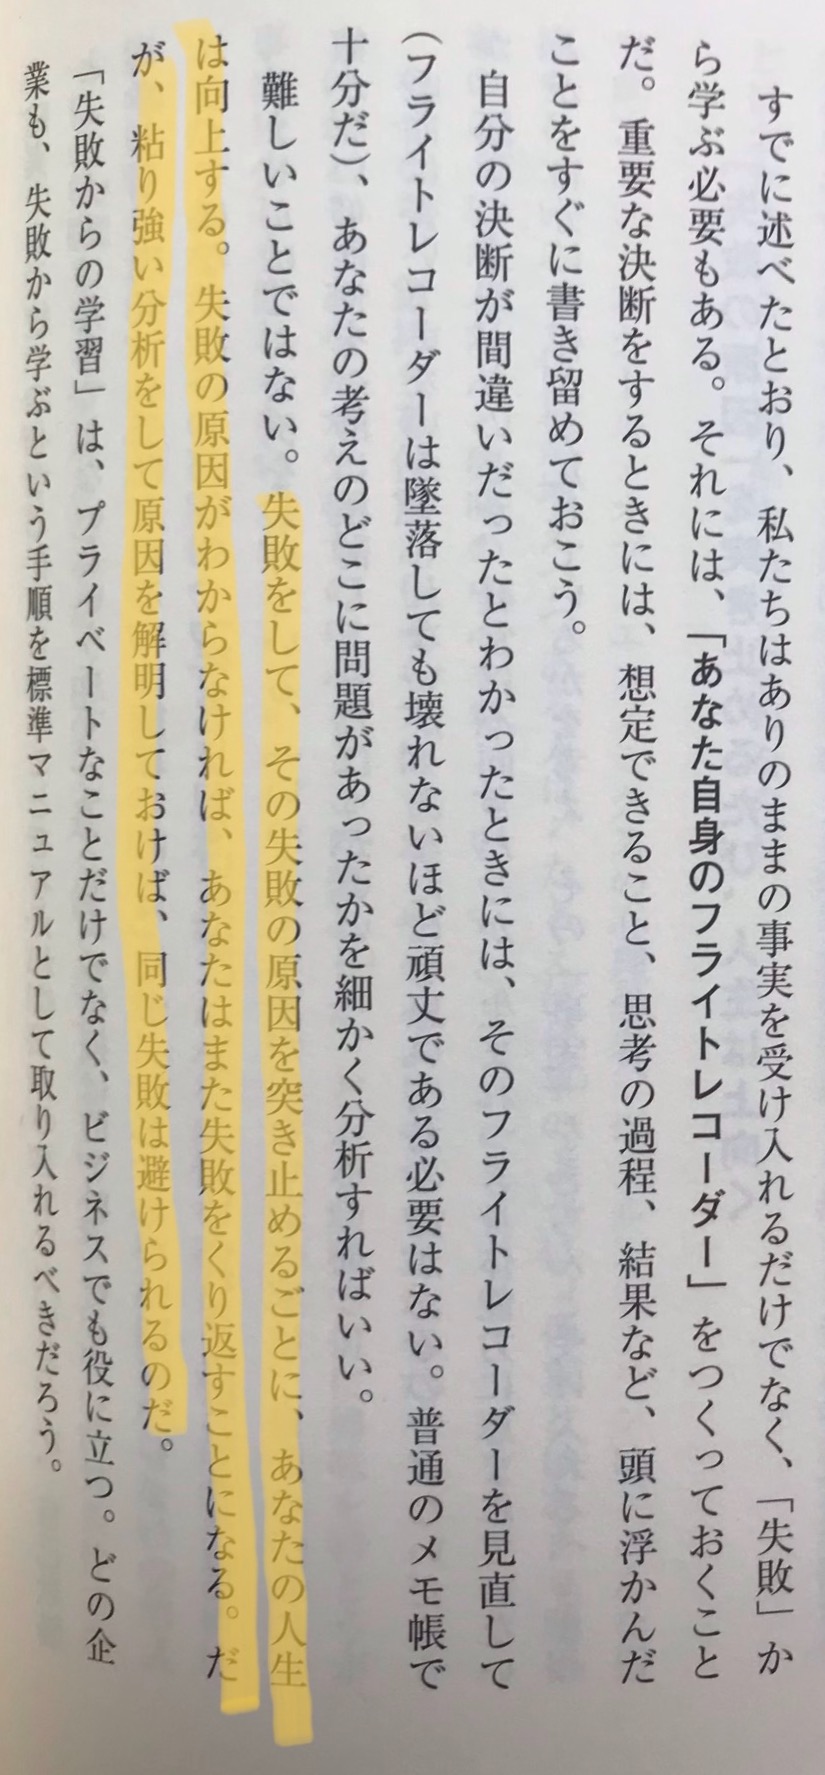 すでに述べたとおり、私たちはありのままの事実を受け入れるだけでなく、「失敗」か
ら学ぶ必要もある。それには、「あなた自身のフライトレコーダー」をつくっておくこと
だ。重要な決断をするときには、想定できること、思考の過程、結果など、頭に浮かんだ
ことをすぐに書き留めておこう。
自分の決断が間違いだったとわかったときには、そのフライトレコーダーを見直して
(フライトレコーダーは墜落しても壊れないほど頑丈である必要はない。普通のメモ帳で
十分だ)、あなたの考えのどこに問題があったかを細かく分析すればいい。
難しいことではない。失敗をして、その失敗の原因を突き止めるごとに、あなたの人生
は向上する。失敗の原因がわからなければ、あなたはまた失敗をくり返すことになる。だ
が、粘り強い分析をして原因を解明しておけば、同じ失敗は避けられるのだ。
「失敗からの学習」は、プライベートなことだけでなく、ビジネスでも役に立つ。どの企
業も、失敗から学ぶという手順を標準マニュアルとして取り入れるべきだろう。